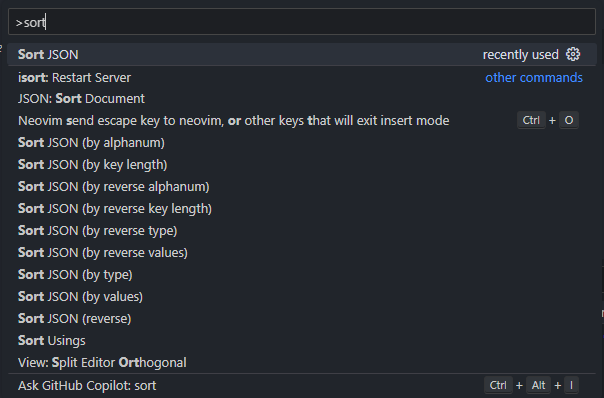 >sort
Sort JSON recently used
isort: Restart Server other commands
JSON: Sort Document
Neovim send escape key to neovim, or other keys that will exit insert mode Ctrl + O
Sort JSON (by alphanum)
Sort JSON (by key length)
Sort JSON (by reverse alphanum)
Sort JSON (by reverse key length)
Sort JSON (by reverse type)
Sort JSON (by reverse values)
Sort JSON (by type)
Sort JSON (by values)
Sort JSON (reverse)
Sort Usings
View: Split Editor Orthogonal
Ask GitHub Copilot: sort Ctrl + Alt + I